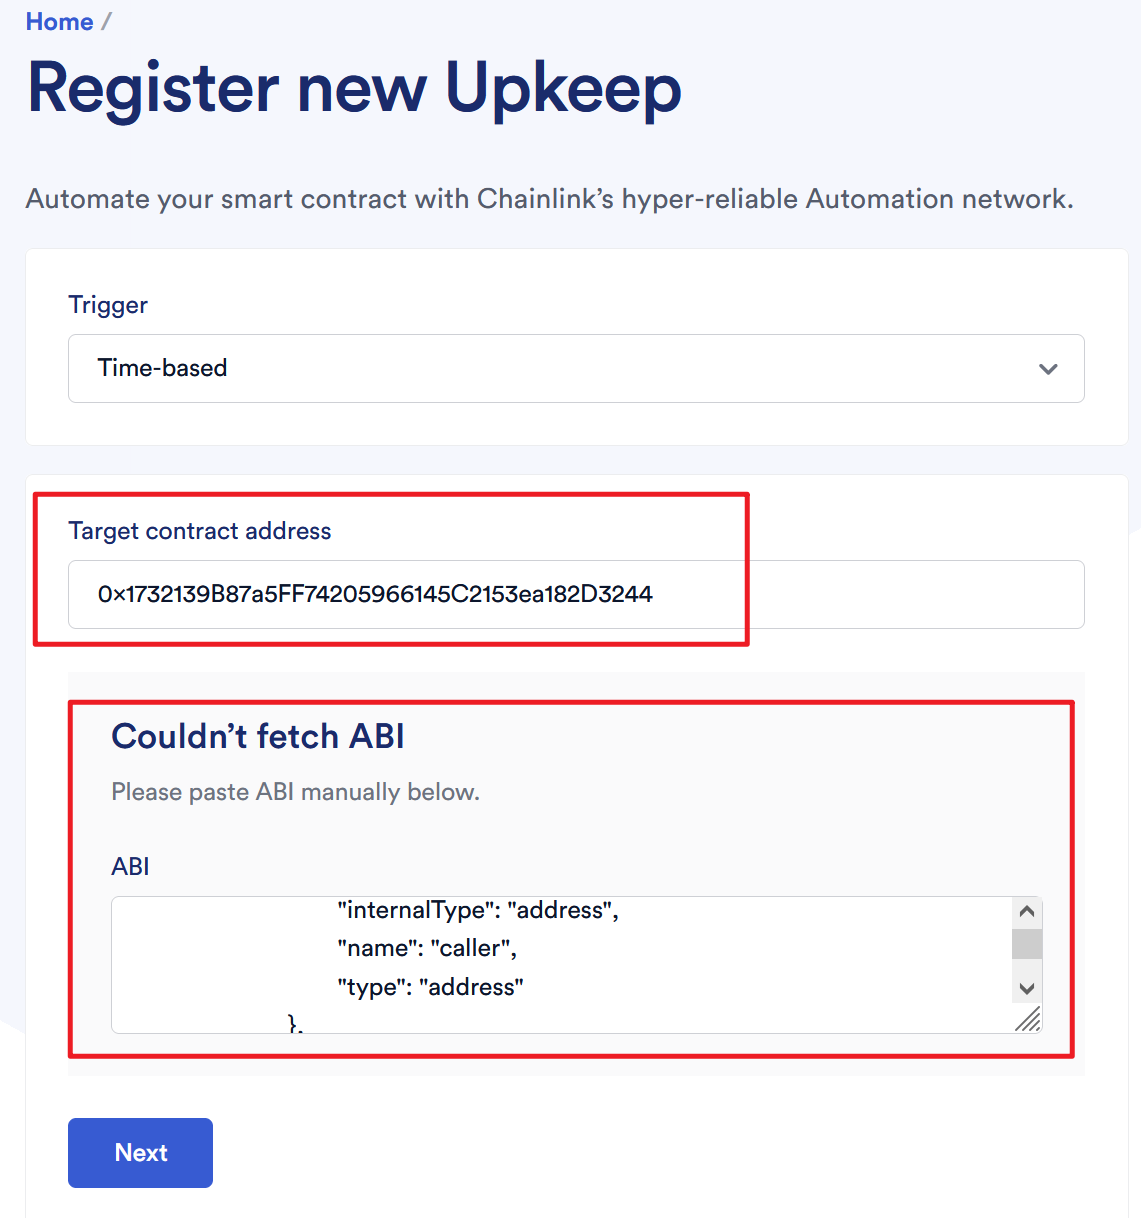 Home /
Register new Upkeep
Automate your smart contract with Chainlink’s hyper-reliable Automation network.
Trigger
Time-based
Target contract address
0x1732139B87a5FF74205966145C2153ea182D3244
Couldn’t fetch ABI
Please paste ABI manually below.
ABI
"internalType": "address",
"name": "caller",
"type": "address"
},
Next